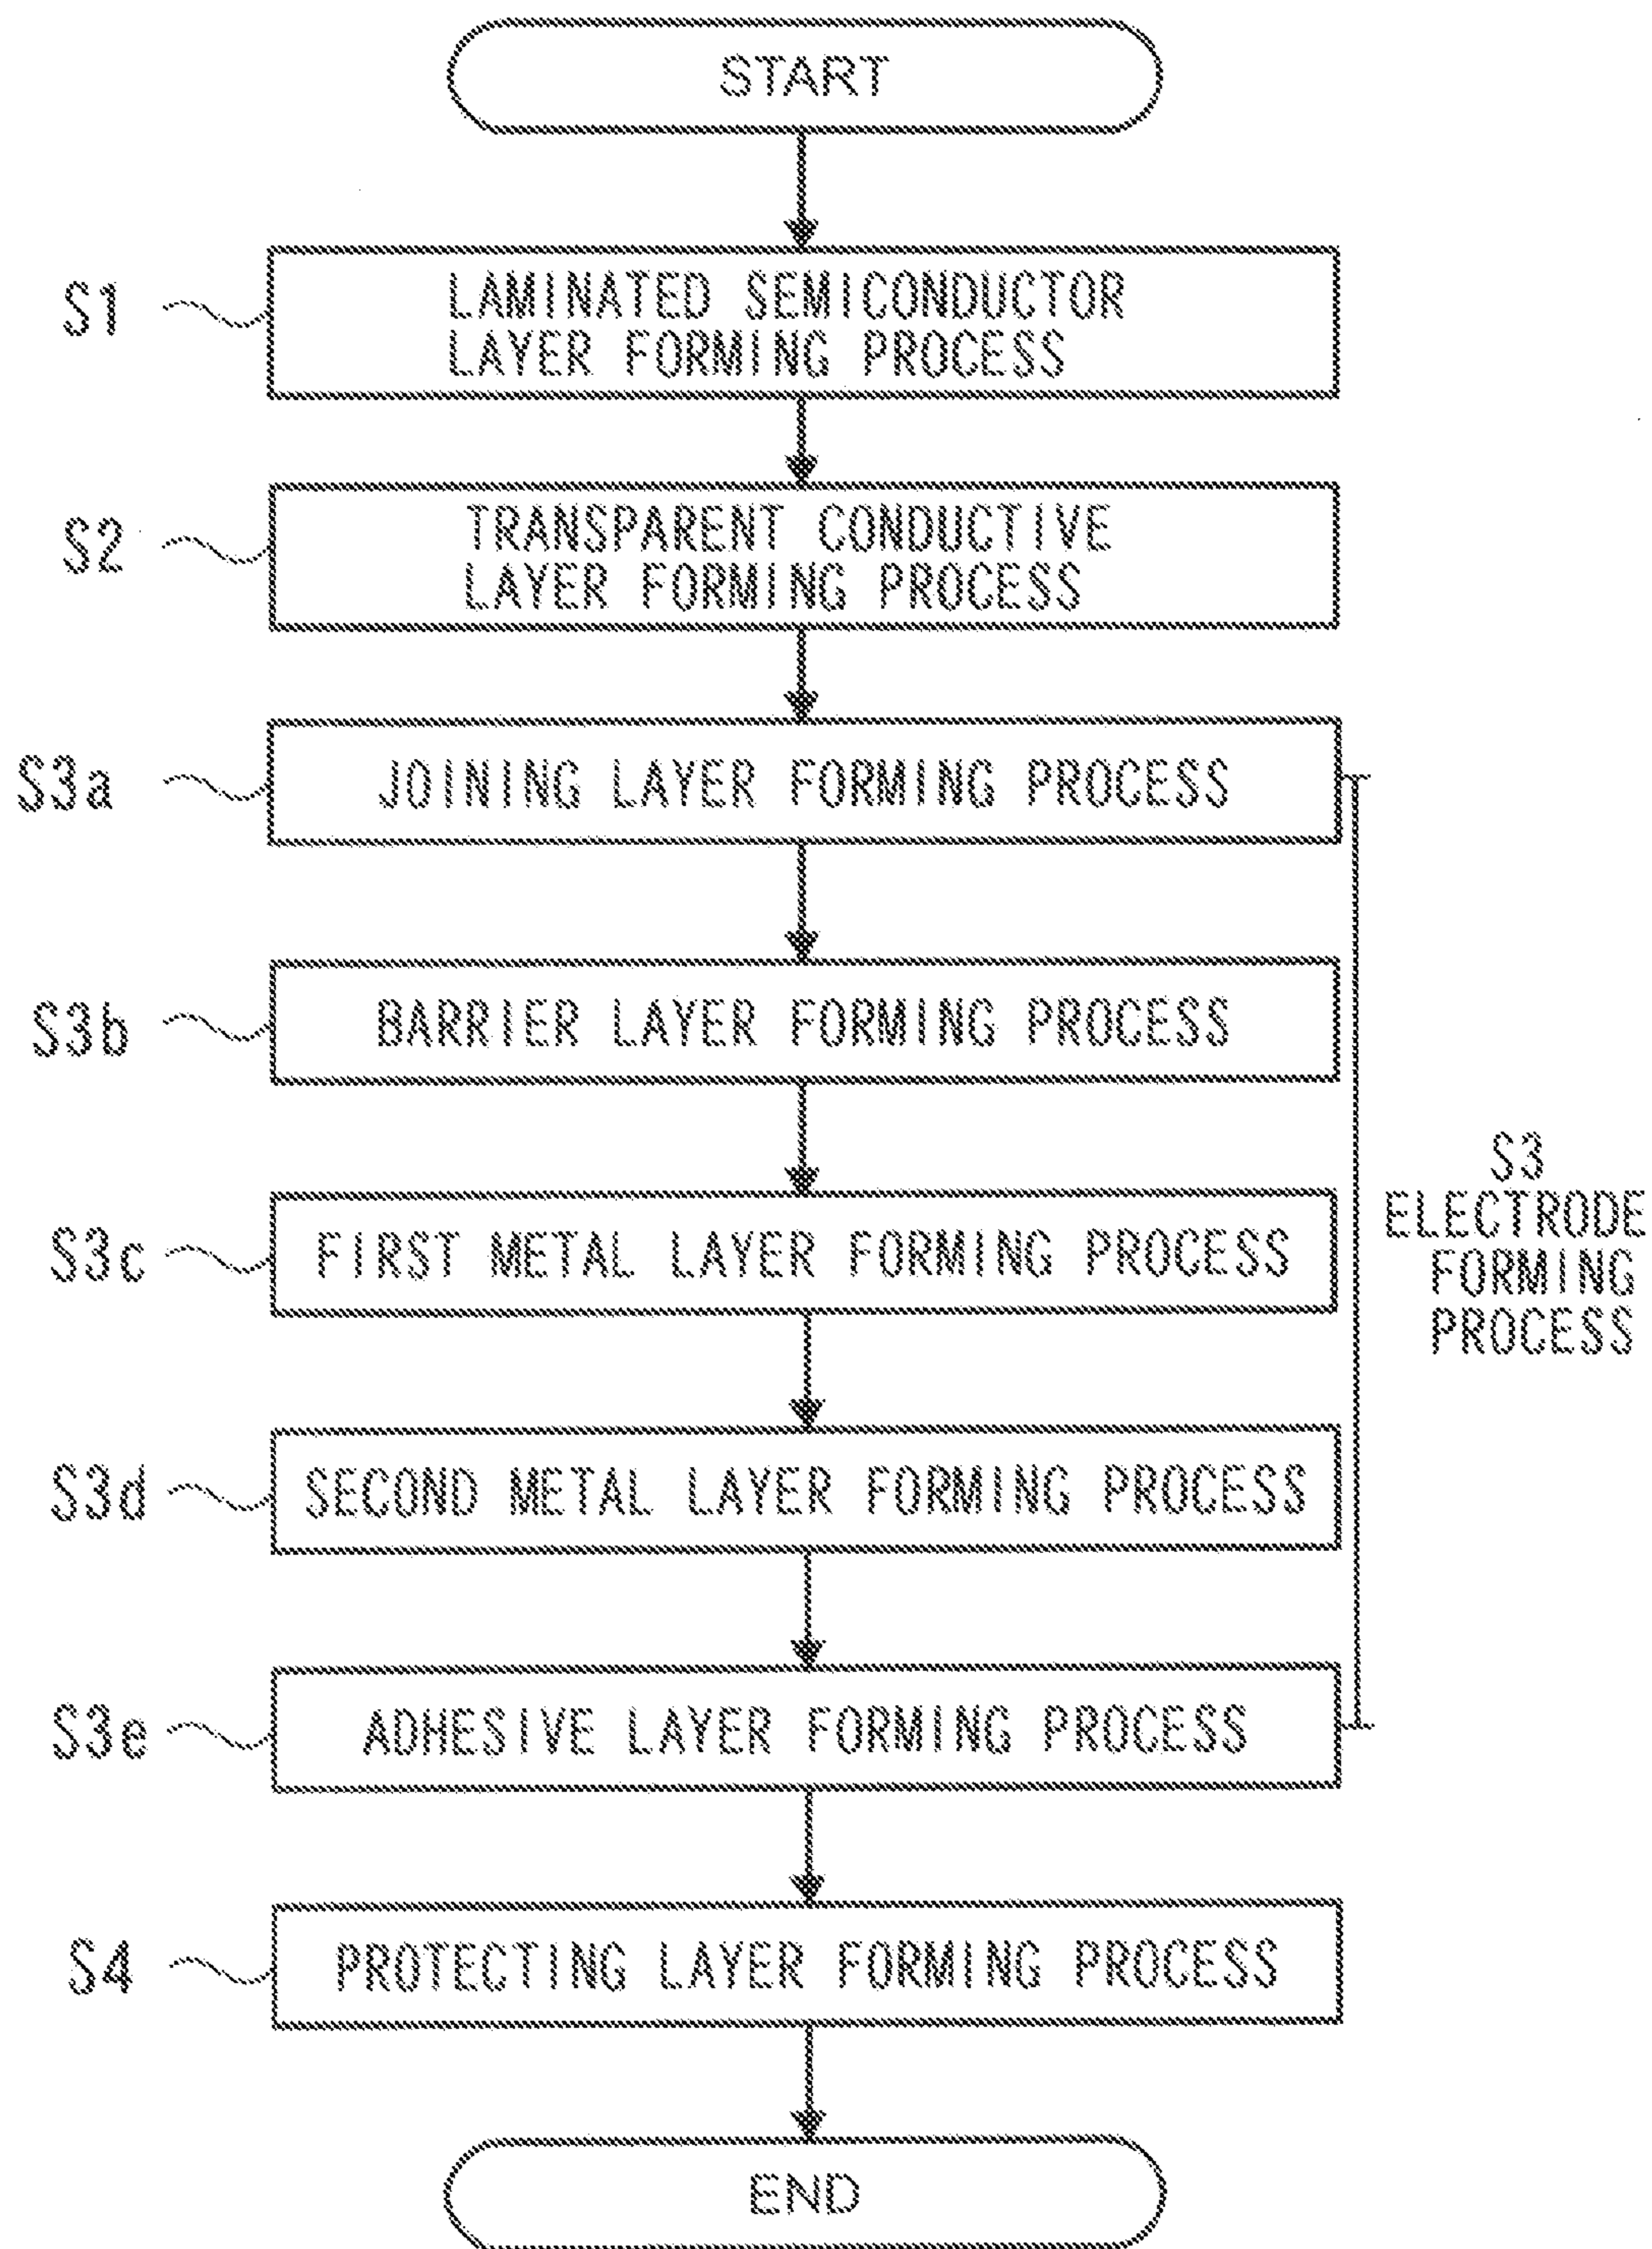 START
S1
LAMINATED SEMICONDUCTOR
LAYER FORMING PROCESS
S2
TRANSPARENT CONDUCTIVE
LAYER FORMING PROCESS
S3a
JOINING LAYER FORMING PROCESS
S3b
BARRIER LAYER FORMING PROCESS
S3c
FIRST METAL LAYER FORMING PROCESS
S3d
SECOND METAL LAYER FORMING PROCESS
S3e
ADHESIVE LAYER FORMING PROCESS
S3
ELECTRODE
FORMING
PROCESS
S4
PROTECTING LAYER FORMING PROCESS
END